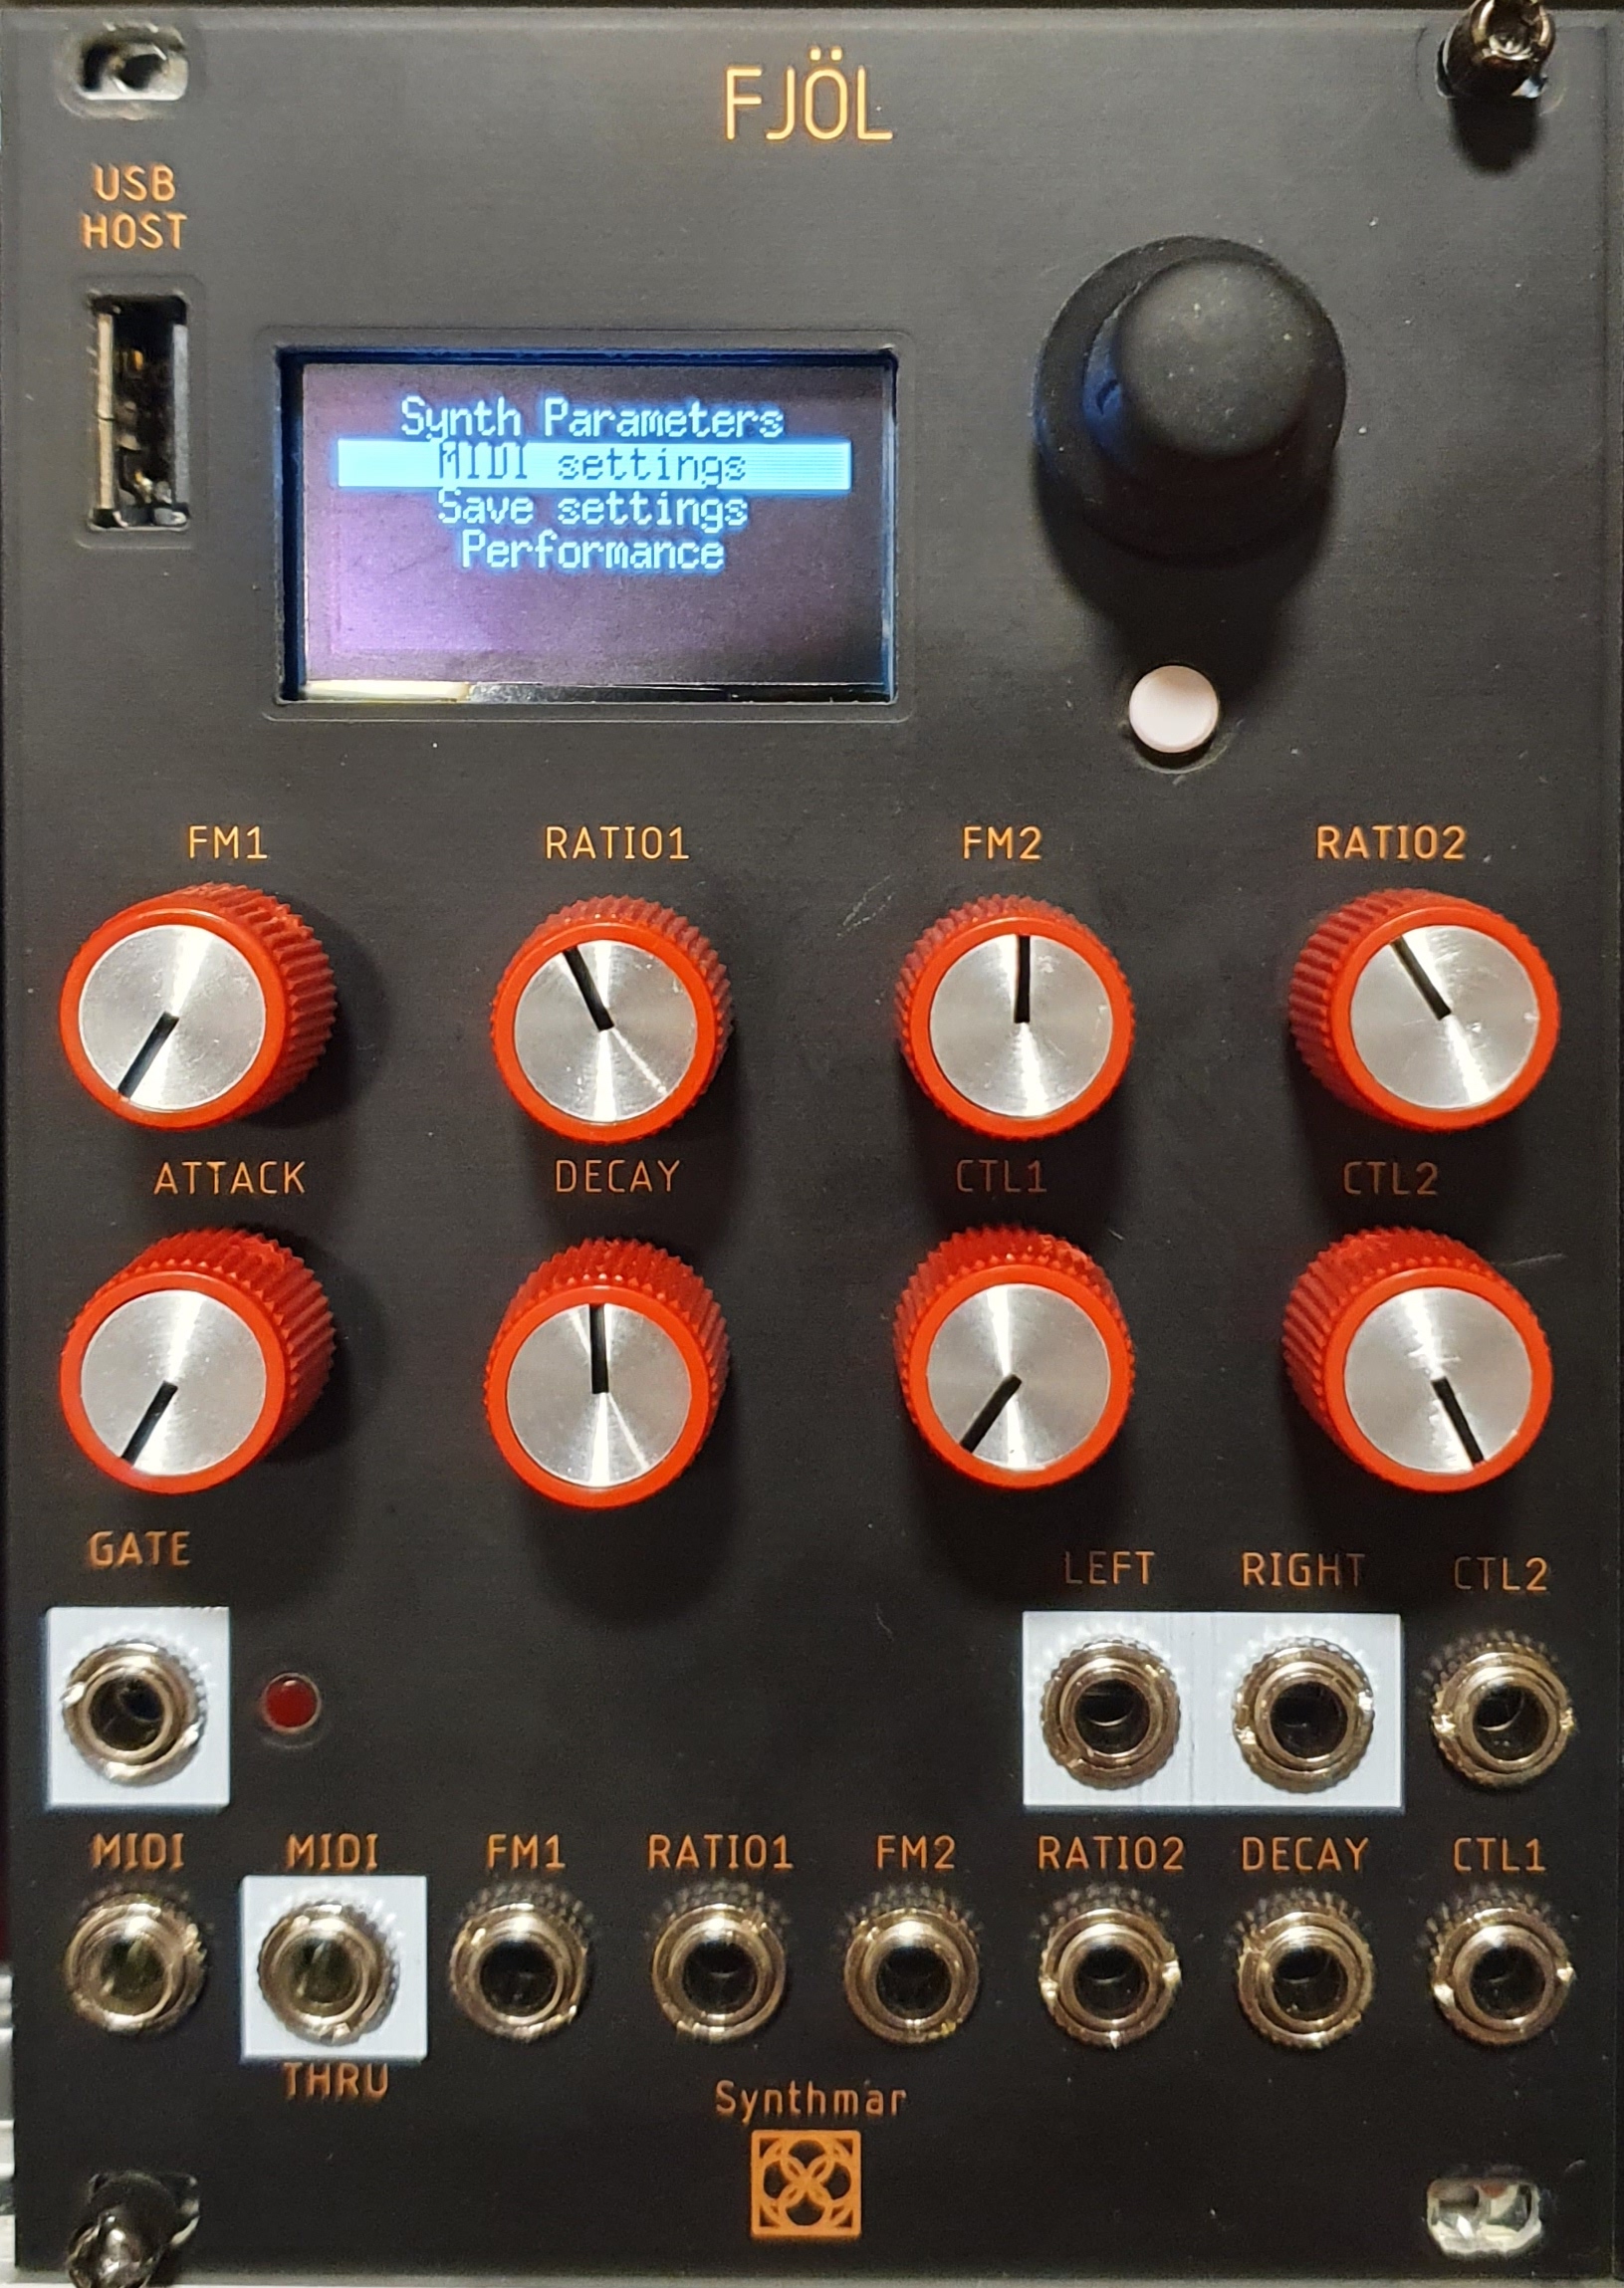 FJÖL
USB
HOST
Synth Parameters
MIDI settings
Save settings
Performance
FM1 RATIO1 FM2 RATIO2
ATTACK DECAY CTL1 CTL2
GATE LEFT RIGHT CTL2
MIDI MIDI FM1 RATIO1 FM2 RATIO2 DECAY CTL1
THRU
Synthmar